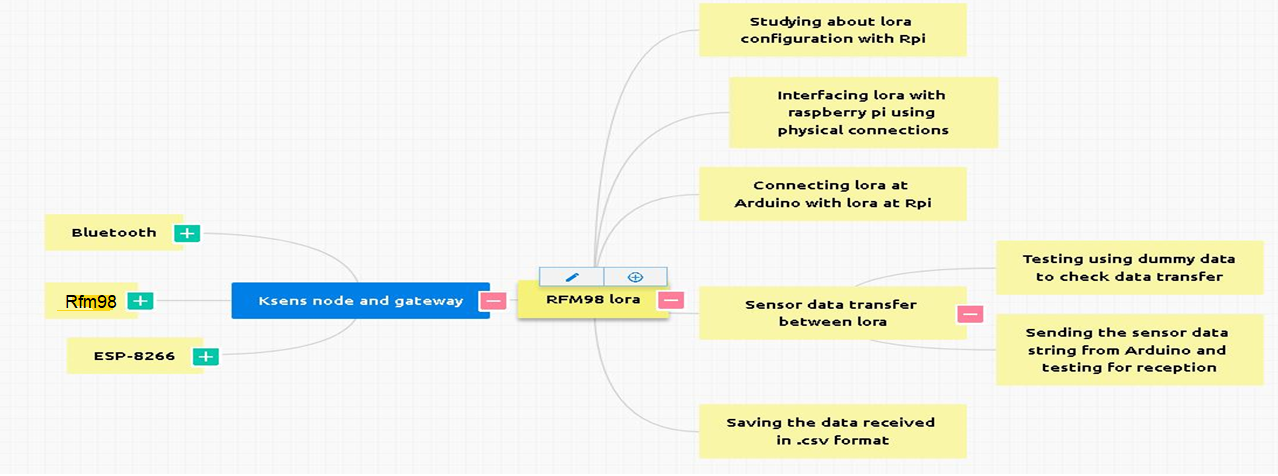 Studying about lora
configuration with Rpi
Interfacing lora with
raspberry pi using
physical connections
Connecting lora at
Arduino with lora at Rpi
Bluetooth
Rfm98
ESP-8266
Ksens node and gateway
RFM98 lora
Sensor data transfer
between lora
Testing using dummy data
to check data transfer
Sending the sensor data
string from Arduino and
testing for reception
Saving the data received
in .csv format